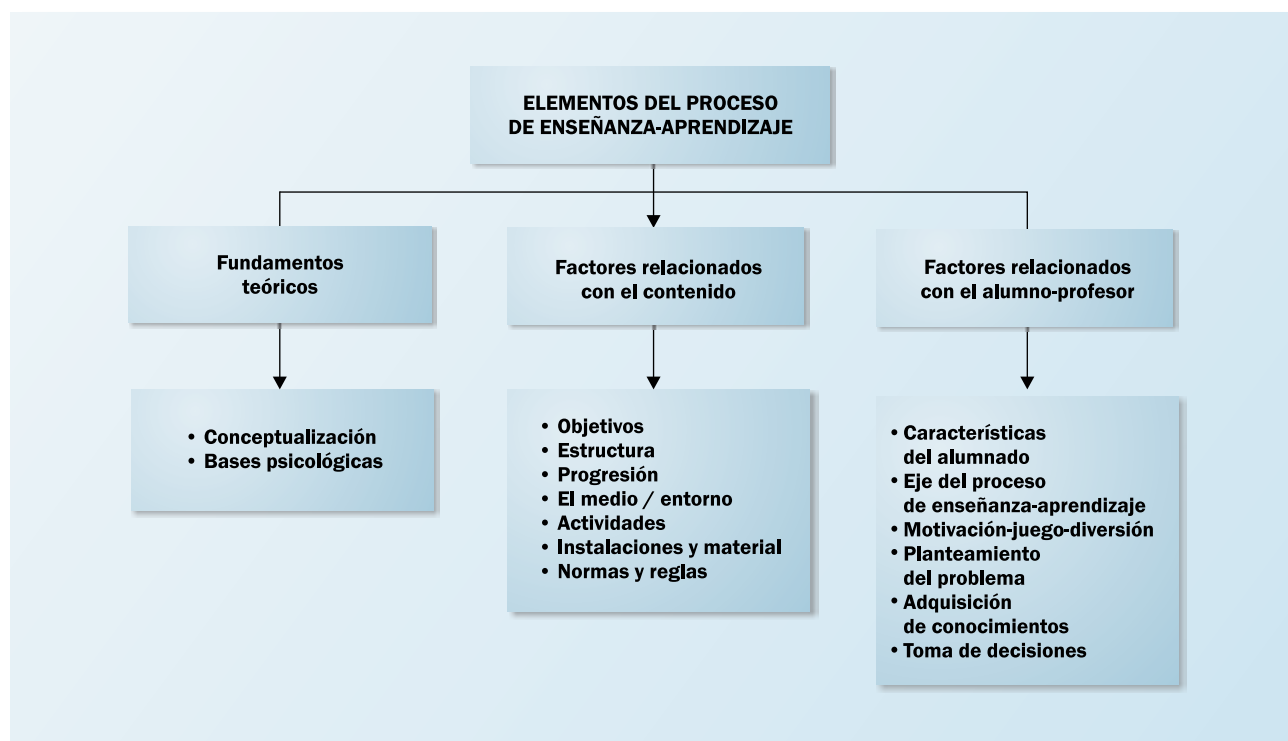 ELEMENTOS DEL PROCESO
DE ENSEÑANZA-APRENDIZAJE
Fundamentos
teóricos
Factores relacionados
con el contenido
Factores relacionados
con el alumno-profesor
• Conceptualización
• Bases psicológicas
• Objetivos
• Estructura
• Progresión
• El medio / entorno
• Actividades
• Instalaciones y material
• Normas y reglas
• Características
del alumnado
• Eje del proceso
de enseñanza-aprendizaje
• Motivación-juego-diversión
• Planteamiento
del problema
• Adquisición
de conocimientos
• Toma de decisiones